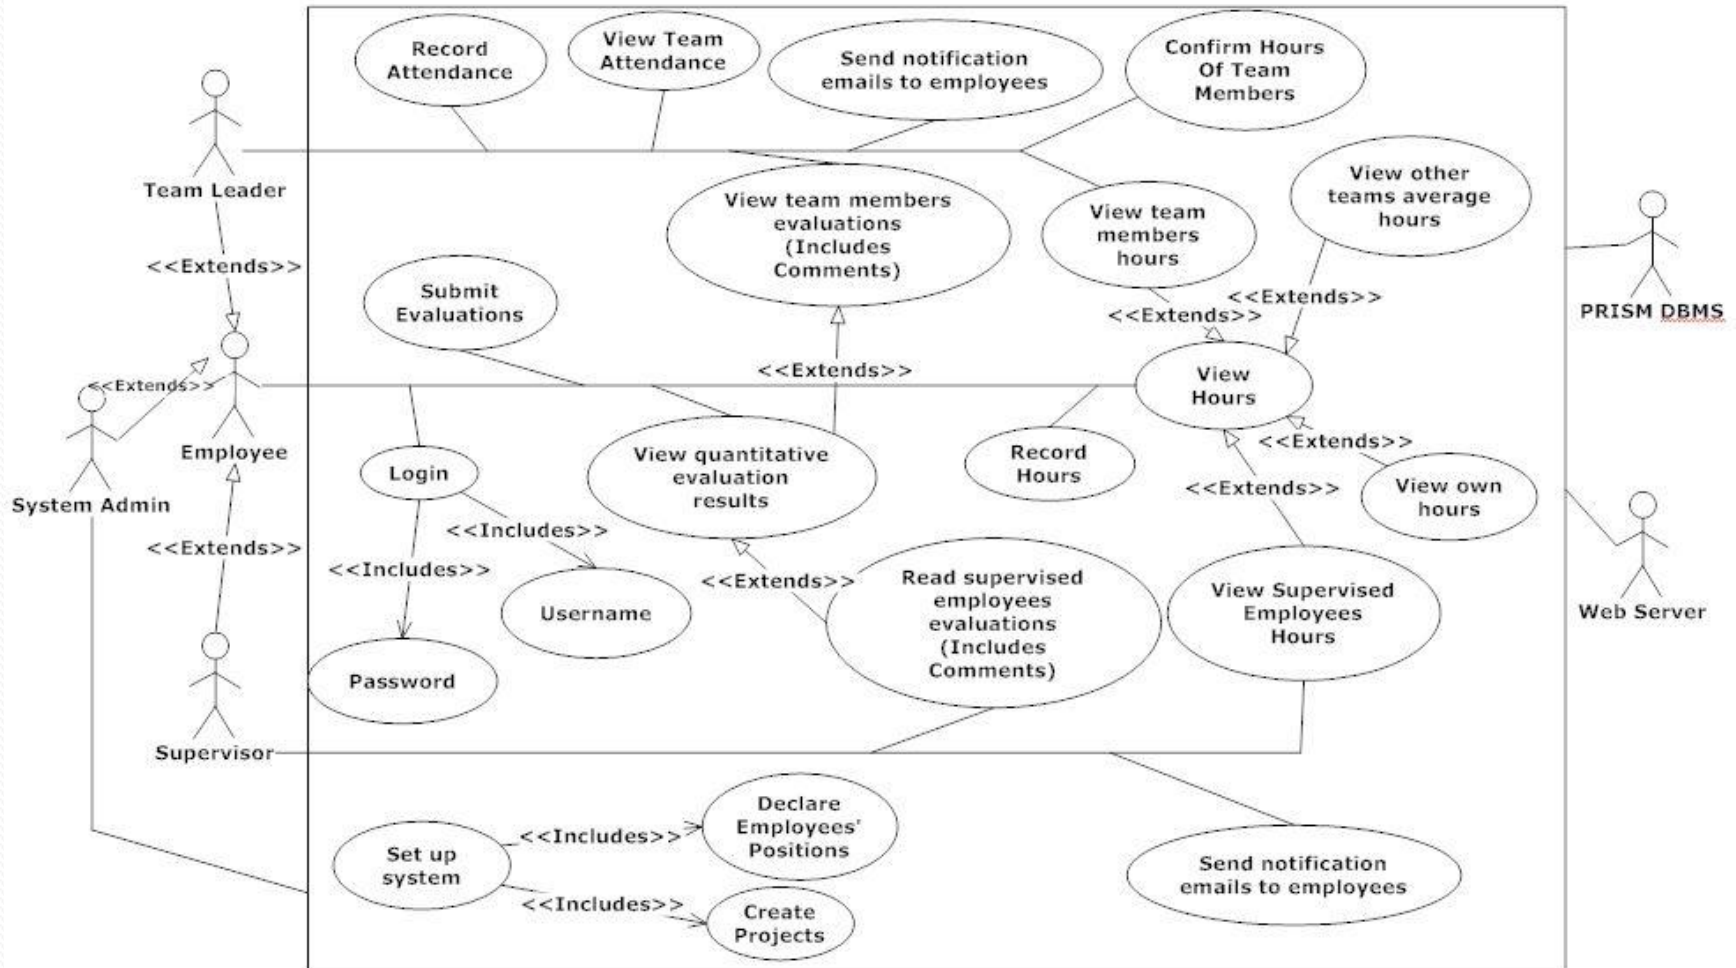 Record
Attendance
View Team
Attendance
Send notification
emails to employees
Confirm Hours
Of Team
Members
Team Leader
View team members
evaluations
(Includes
Comments)
View team
members
hours
View other
teams average
hours
<<Extends>>
Submit
Evaluations
<<Extends>>
<<Extends>>
PRISM DBMS
<<Extends>>
<<Extends>>
View
Hours
Employee
System Admin
Login
View quantitative
evaluation
results
Record
Hours
<<Extends>>
<<Extends>>
View own
hours
<<Extends>>
<<Includes>>
<<Includes>>
Username
<<Extends>>
Read supervised
employees
evaluations
(Includes
Comments)
View Supervised
Employees
Hours
Web Server
Password
Supervisor
Set up
system
<<Includes>>
Declare
Employees'
Positions
<<Includes>>
Create
Projects
Send notification
emails to employees